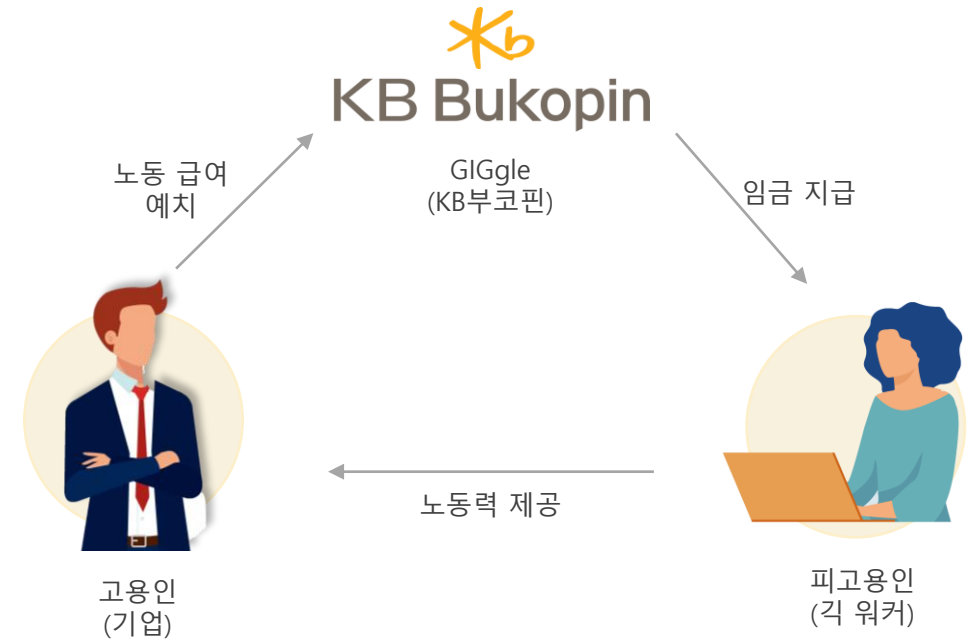 Kb
KB Bukopin
GIGgle
(KB부코핀)
노동 급여
예치
임금 지급
노동력 제공
고용인
(기업)
피고용인
(긱 워커)